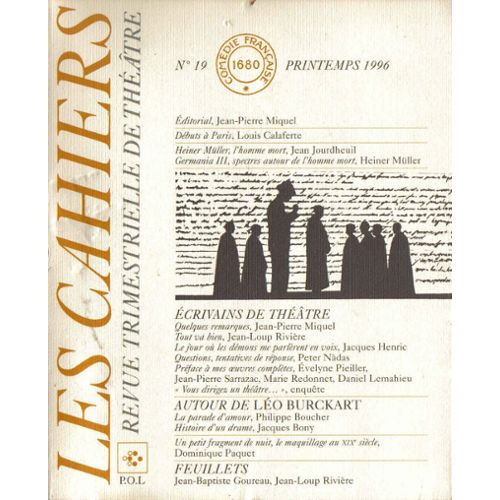 LES CAHIERS
REVUE TRIMESTRIELLE DE THÉÂTRE
N° 19
COMÉDIE FRANÇAISE
1680
PRINTEMPS 1996
Éditorial, Jean-Pierre Miquel
Débuts à Paris, Louis Calaferte
Heiner Müller, l'homme mort, Jean Jourdheuil
Germania III, spectres autour de l'homme mort, Heiner Müller
ÉCRIVAINS DE THÉÂTRE
Quelques remarques, Jean-Pierre Miquel
Tout va bien, Jean-Loup Rivière
Le jour où les démons me parlèrent en voix, Jacques Henric
Questions, tentatives de réponse, Peter Nàdas
Préface à mes œuvres complètes, Évelyne Pieiller,
Jean-Pierre Sarrazac, Marie Redonnet, Daniel Lemahieu
« Vous dirigez un théâtre… », enquête
AUTOUR DE LÉO BURCKART
La parade d'amour, Philippe Boucher
Histoire d'un drame, Jacques Bony
Un petit fragment de nuit, le maquillage au XIXe siècle,
Dominique Paquet
FEUILLETS
Jean-Baptiste Goureau, Jean-Loup Rivière
P.O.L